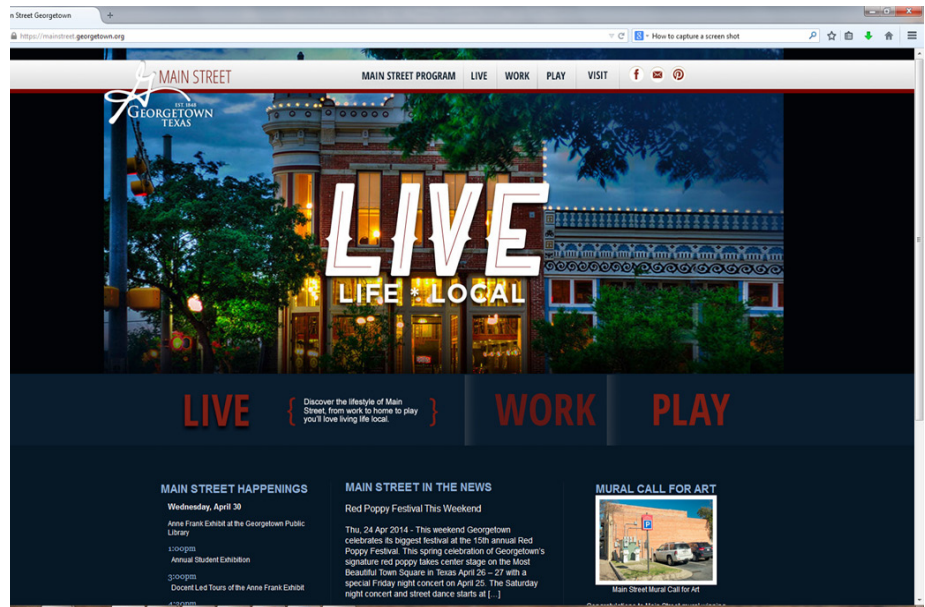 n Street Georgetown
+
https://mainstreet.georgetown.org
How to capture a screen shot
MAIN STREET
GEORGETOWN
EST. 1848
TEXAS
MAIN STREET PROGRAM
LIVE
WORK
PLAY
VISIT
LIVE
LIFE * LOCAL
LIVE
{ Discover the lifestyle of Main
Street, from work to home to play
you'll love living life local. }
WORK
PLAY
MAIN STREET HAPPENINGS
Wednesday, April 30
Anne Frank Exhibit at the Georgetown Public
Library
1:00pm
Annual Student Exhibition
3:00pm
Docent Led Tours of the Anne Frank Exhibit
4:30pm
MAIN STREET IN THE NEWS
Red Poppy Festival This Weekend
Thu, 24 Apr 2014 - This weekend Georgetown
celebrates its biggest festival at the 15th annual Red
Poppy Festival. This spring celebration of Georgetown's
signature red poppy takes center stage on the Most
Beautiful Town Square in Texas April 26 – 27 with a
special Friday night concert on April 25. The Saturday
night concert and street dance starts at [...]
MURAL CALL FOR ART
P
Main Street Mural Call for Art
Congratulations to Main Street mural winning